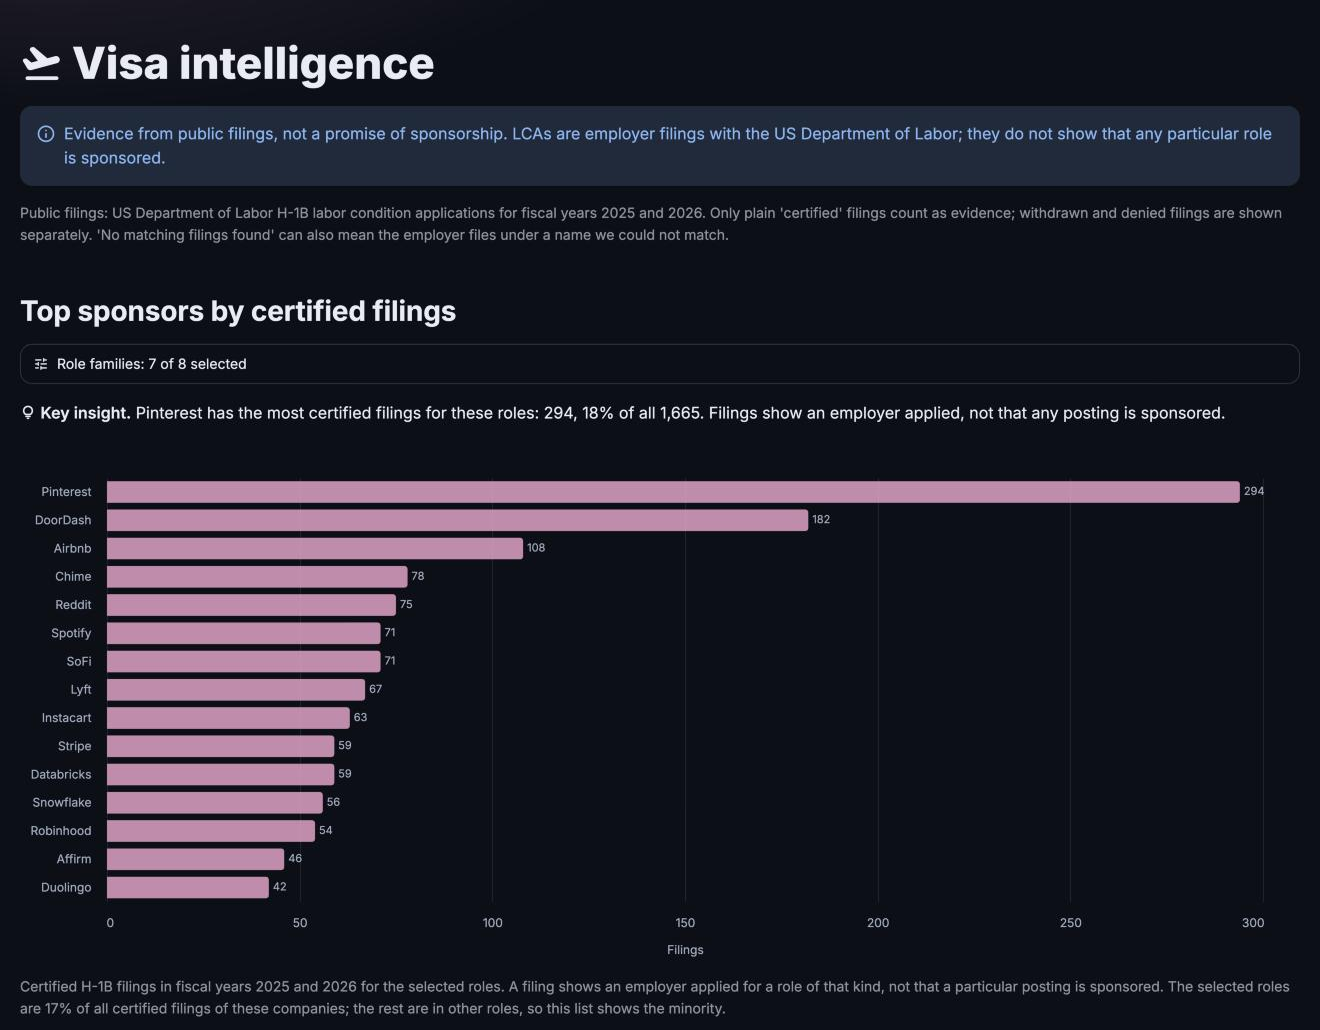 Visa intelligence
Evidence from public filings, not a promise of sponsorship. LCAs are employer filings with the US Department of Labor; they do not show that any particular role
is sponsored.
Public filings: US Department of Labor H-1B labor condition applications for fiscal years 2025 and 2026. Only plain 'certified' filings count as evidence; withdrawn and denied filings are shown
separately. 'No matching filings found' can also mean the employer files under a name we could not match.
Top sponsors by certified filings
Role families: 7 of 8 selected
Key insight. Pinterest has the most certified filings for these roles: 294, 18% of all 1,665. Filings show an employer applied, not that any posting is sponsored.
Pinterest 294
DoorDash 182
Airbnb 108
Chime 78
Reddit 75
Spotify 71
SoFi 71
Lyft 67
Instacart 63
Stripe 59
Databricks 59
Snowflake 56
Robinhood 54
Affirm 46
Duolingo 42
0 50 100 150 200 250 300
Filings
Certified H-1B filings in fiscal years 2025 and 2026 for the selected roles. A filing shows an employer applied for a role of that kind, not that a particular posting is sponsored. The selected roles
are 17% of all certified filings of these companies; the rest are in other roles, so this list shows the minority.